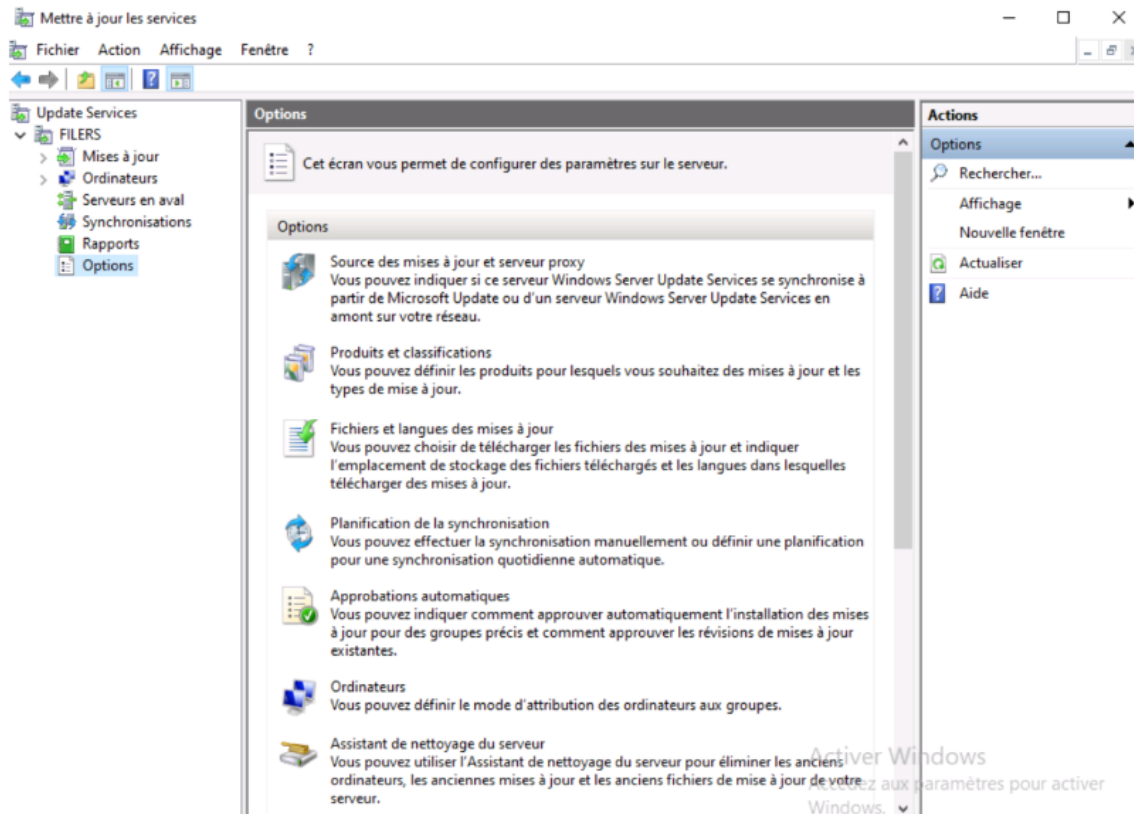 Mettre à jour les services
Fichier Action Affichage Fenêtre ?
Update Services
FILERS
Mises à jour
Ordinateurs
Serveurs en aval
Synchronisations
Rapports
Options
Options
Cet écran vous permet de configurer des paramètres sur le serveur.
Options
Source des mises à jour et serveur proxy
Vous pouvez indiquer si ce serveur Windows Server Update Services se synchronise à
partir de Microsoft Update ou d'un serveur Windows Server Update Services en
amont sur votre réseau.
Produits et classifications
Vous pouvez définir les produits pour lesquels vous souhaitez des mises à jour et les
types de mise à jour.
Fichiers et langues des mises à jour
Vous pouvez choisir de télécharger les fichiers des mises à jour et indiquer
l'emplacement de stockage des fichiers téléchargés et les langues dans lesquelles
télécharger des mises à jour.
Planification de la synchronisation
Vous pouvez effectuer la synchronisation manuellement ou définir une planification
pour une synchronisation quotidienne automatique.
Approbations automatiques
Vous pouvez indiquer comment approuver automatiquement l'installation des mises
à jour pour des groupes précis et comment approuver les révisions de mises à jour
existantes.
Ordinateurs
Vous pouvez définir le mode d'attribution des ordinateurs aux groupes.
Assistant de nettoyage du serveur
Vous pouvez utiliser l'Assistant de nettoyage du serveur pour éliminer les anciens
ordinateurs, les anciennes mises à jour et les anciens fichiers de mise à jour de votre
serveur.
Actions
Options
Rechercher...
Affichage
Nouvelle fenêtre
Actualiser
Aide
Activer Windows
Accédez aux paramètres pour activer
Windows.